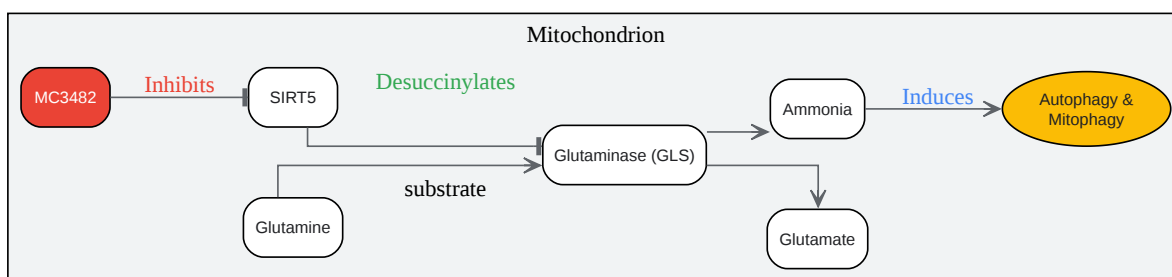 Mitochondrion
MC3482
Inhibits
SIRT5
Desuccinylates
Ammonia
Induces
Autophagy &
Mitophagy
Glutaminase (GLS)
substrate
Glutamine
Glutamate